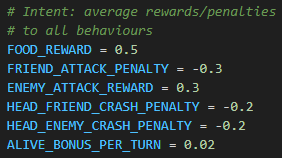 # Intent: average rewards/penalties
# to all behaviours
FOOD_REWARD = 0.5
FRIEND_ATTACK_PENALTY = -0.3
ENEMY_ATTACK_REWARD = 0.3
HEAD_FRIEND_CRASH_PENALTY = -0.2
HEAD_ENEMY_CRASH_PENALTY = -0.2
ALIVE_BONUS_PER_TURN = 0.02